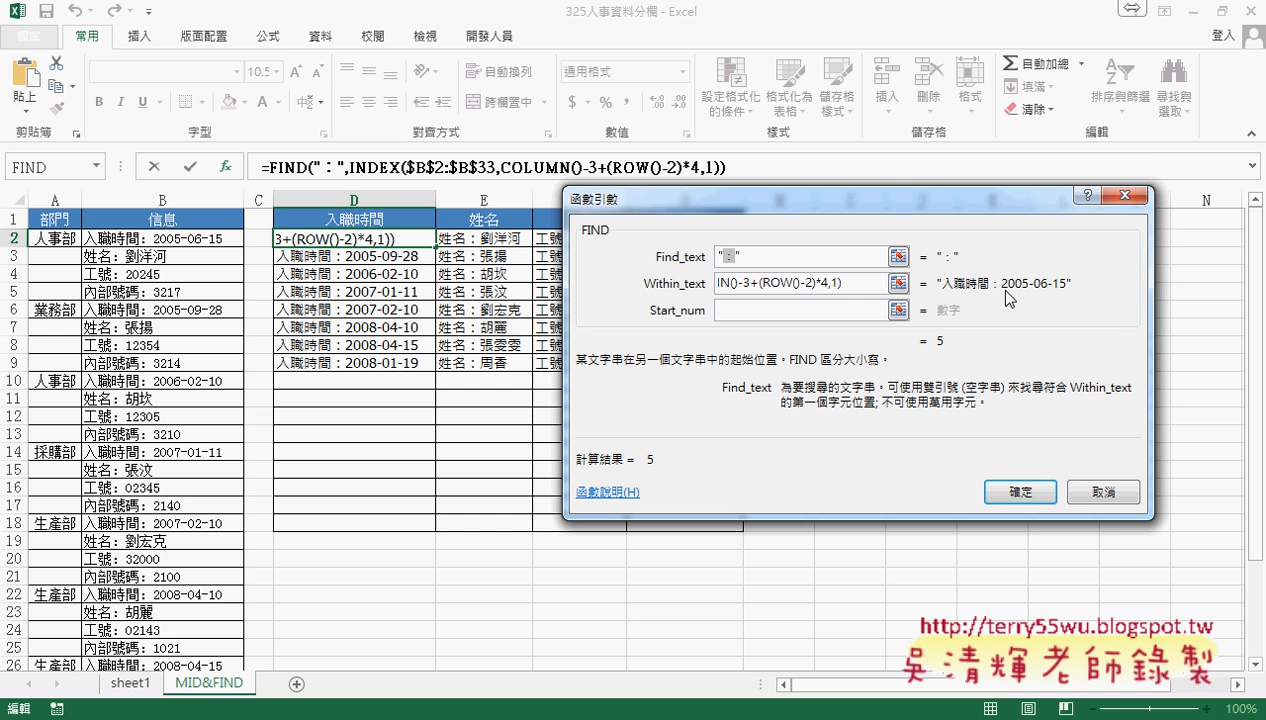 325人事資料分欄 - Excel
檔案
常用
插入
版面配置
公式
資料
校閱
檢視
開發人員
登入
貼上
剪貼簿
10.5
B I U
A
中
字型
自動換列
跨欄置中
對齊方式
通用格式
$ % ,
數值
設定格式化的條件
格式化為表格
儲存格樣式
樣式
插入
刪除
格式
儲存格
自動加總
填滿
清除
排序與篩選
尋找與選取
編輯
FIND
fx
=FIND("：",INDEX($B$2:$B$33,COLUMN()-3+(ROW()-2)*4,1))
A B C D E N
1 部門 信息 入職時間 姓名
2 人事部 入職時間：2005-06-15 3+(ROW()-2)*4,1)) 姓名：劉洋河 工號
3 姓名：劉洋河 入職時間：2005-09-28 姓名：張揚 工號
4 工號：20245 入職時間：2006-02-10 姓名：胡坎 工號
5 內部號碼：3217 入職時間：2007-01-11 姓名：張汶 工號
6 業務部 入職時間：2005-09-28 入職時間：2007-02-10 姓名：劉宏克 工號
7 姓名：張揚 入職時間：2008-04-10 姓名：胡麗 工號
8 工號：12354 入職時間：2008-04-15 姓名：張雯雯 工號
9 內部號碼：3214 入職時間：2008-01-19 姓名：周香 工號
10 人事部 入職時間：2006-02-10
11 姓名：胡坎
12 工號：12305
13 內部號碼：3210
14 採購部 入職時間：2007-01-11
15 姓名：張汶
16 工號：02345
17 內部號碼：2140
18 生產部 入職時間：2007-02-10
19 姓名：劉宏克
20 工號：32000
21 內部號碼：2100
22 生產部 入職時間：2008-04-10
23 姓名：胡麗
24 工號：02143
25 內部號碼：1021
26 生產部 入職時間：2008-04-15
函數引數
FIND
Find_text "：" = "："
Within_text IN()-3+(ROW()-2)*4,1) = "入職時間：2005-06-15"
Start_num = 數字
= 5
某文字串在另一個文字串中的起始位置。FIND 區分大小寫。
Find_text 為要搜尋的文字串。可使用雙引號 (空字串) 來找尋符合 Within_text
的第一個字元位置; 不可使用萬用字元。
計算結果 = 5
函數說明(H)
確定
取消
http://terry55wu.blogspot.tw
吳清輝老師錄製
sheet1
MID&FIND
編輯
100%